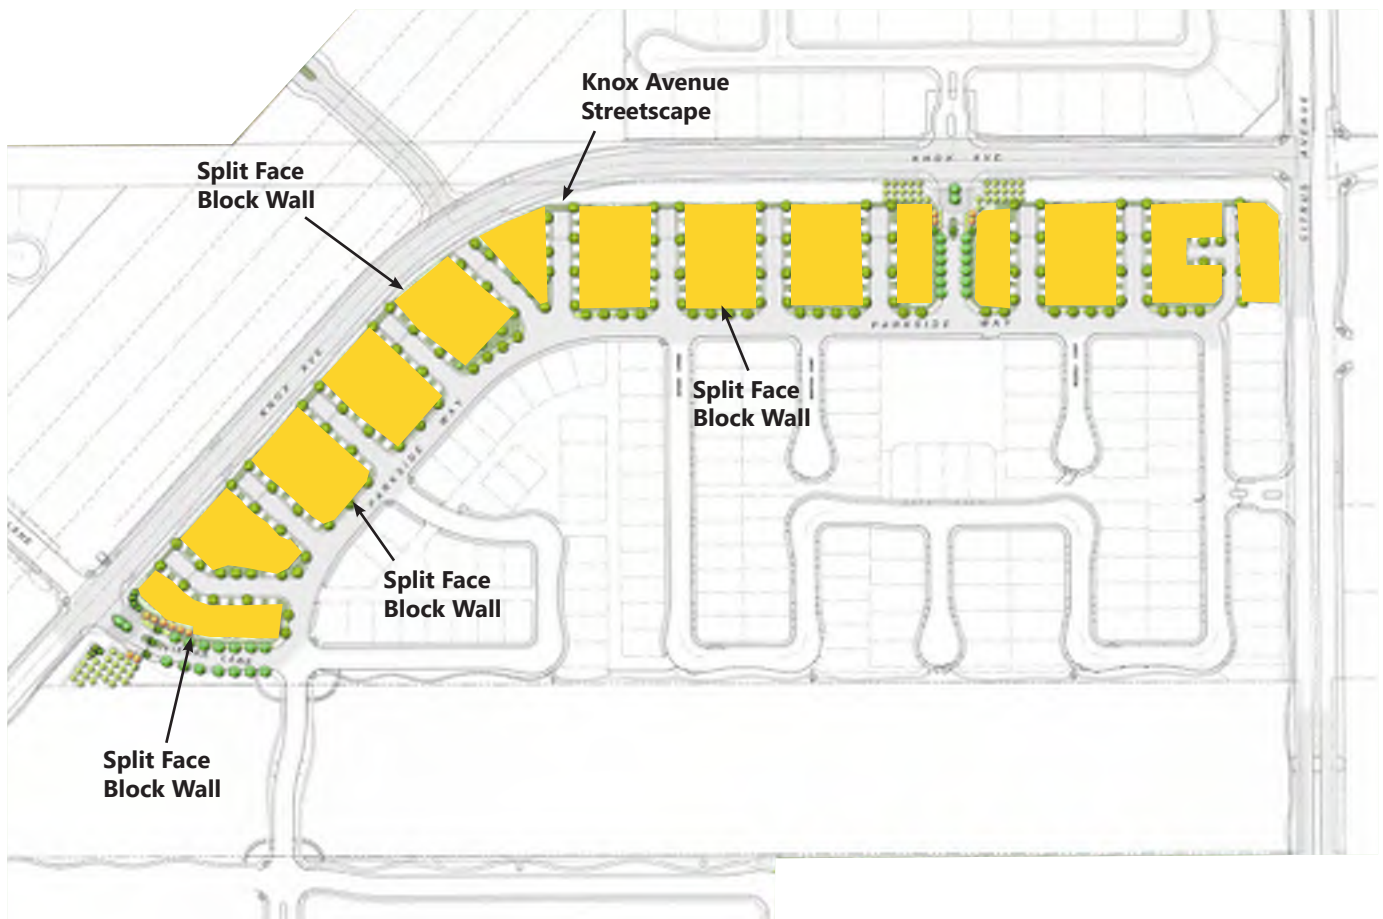 Knox Avenue
Streetscape
Split Face
Block Wall
KNOX AVE
CITRUS AVENUE
PARKSIDE WAY
KNOX AVE
Split Face
Block Wall
PARKSIDE WAY
Split Face
Block Wall
LANE
Split Face
Block Wall